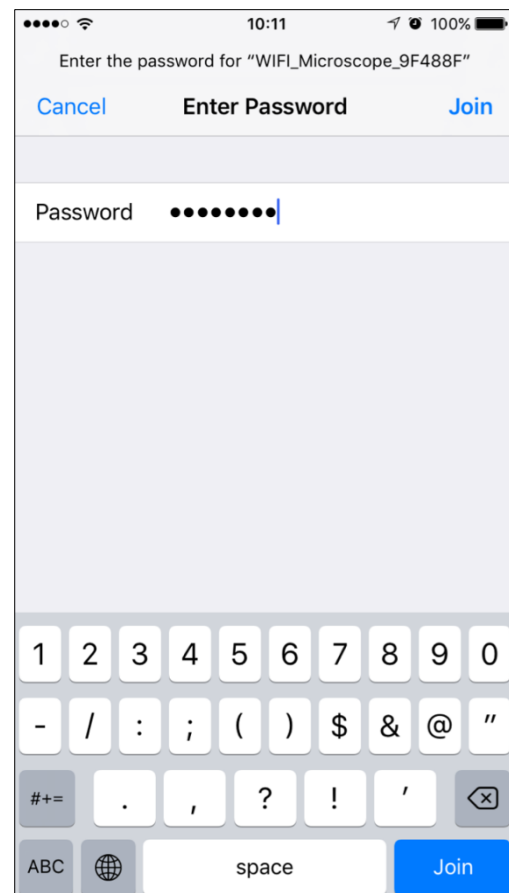 10:11 100%
Enter the password for “WIFI_Microscope_9F488F”
Cancel Enter Password Join
Password ••••••••
1 2 3 4 5 6 7 8 9 0
- / : ; ( ) $ & @ "
#+= . , ? ! '
ABC space Join